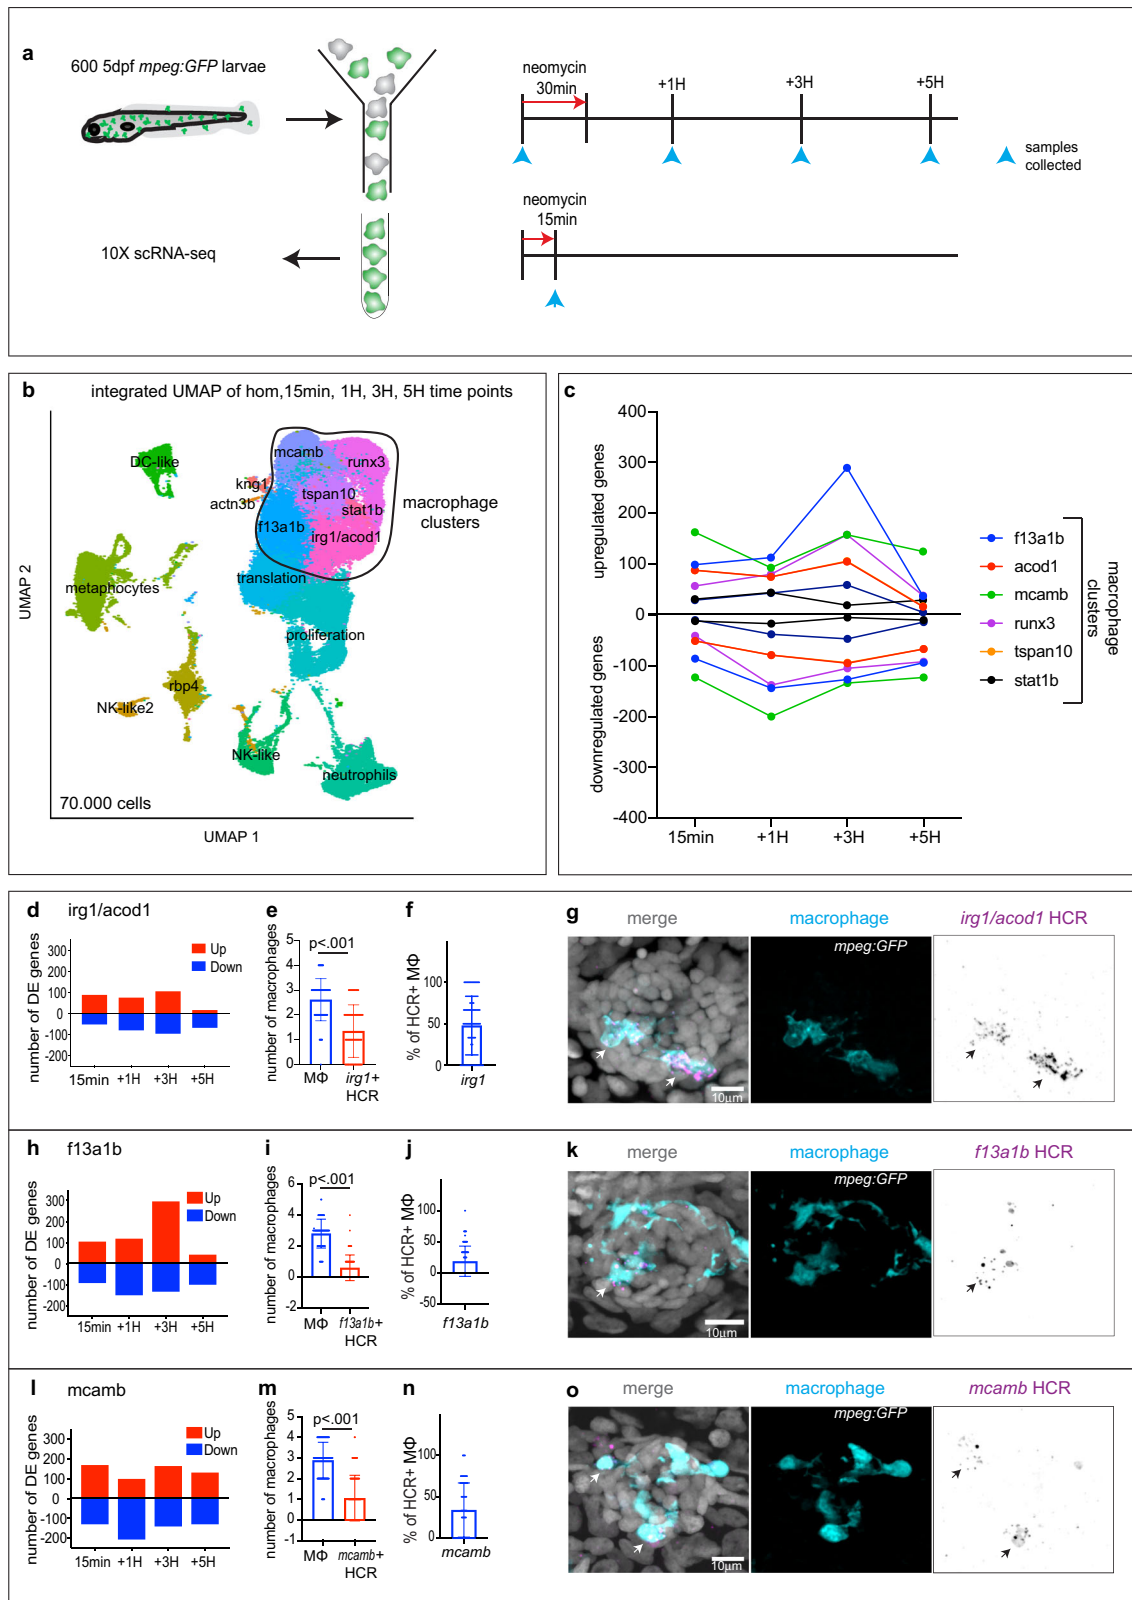 a
600 5dpf mpeg:GFP larvae
10X scRNA-seq
neomycin
30min
+1H
+3H
+5H
samples
collected
neomycin
15min
b
integrated UMAP of hom,15min, 1H, 3H, 5H time points
DC-like
mcamb
runx3
kng1
tspan10
actn3b
stat1b
f13a1b
irg1/acod1
macrophage
clusters
translation
metaphocytes
proliferation
rbp4
NK-like2
NK-like
neutrophils
70.000 cells
UMAP 1
UMAP 2
c
400
300
200
100
0
-100
-200
-300
-400
upregulated genes
downregulated genes
15min
+1H
+3H
+5H
f13a1b
acod1
mcamb
runx3
tspan10
stat1b
macrophage
clusters
d
irg1/acod1
number of DE genes
300
200
100
0
100
200
Up
Down
15min
+1H
+3H
+5H
e
number of macrophages
p<.001
5
4
3
2
1
0
MΦ
irg1+
HCR
f
% of HCR+ MΦ
100
50
0
irg1
g
merge
macrophage
irg1/acod1 HCR
mpeg:GFP
10μm
h
f13a1b
number of DE genes
300
200
100
0
-100
-200
Up
Down
15min
+1H
+3H
+5H
i
number of macrophages
p<.001
6
4
2
0
-2
MΦ
f13a1b+
HCR
j
% of HCR+ MΦ
100
50
0
-50
f13a1b
k
merge
macrophage
f13a1b HCR
mpeg:GFP
10μm
l
mcamb
number of DE genes
300
200
100
0
-100
-200
Up
Down
15min
+1H
+3H
+5H
m
number of macrophages
p<.001
5
4
3
2
1
0
-1
MΦ
mcamb+
HCR
n
% of HCR+ MΦ
100
50
0
mcamb
o
merge
macrophage
mcamb HCR
mpeg:GFP
10μm